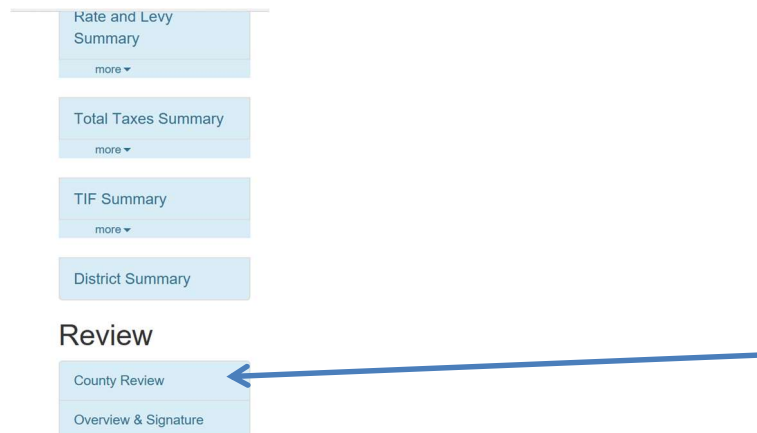 Rate and Levy
Summary
more
Total Taxes Summary
more
TIF Summary
more
District Summary
Review
County Review
Overview & Signature